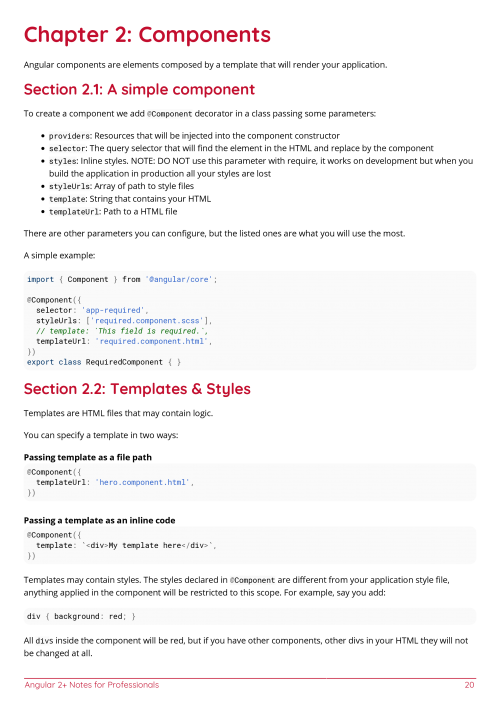 Chapter 2: Components
Angular components are elements composed by a template that will render your application.
Section 2.1: A simple component
To create a component we add @Component decorator in a class passing some parameters:
• providers: Resources that will be injected into the component constructor
• selector: The query selector that will find the element in the HTML and replace by the component
• styles: Inline styles. NOTE: DO NOT use this parameter with require, it works on development but when you
build the application in production all your styles are lost
• styleUrls: Array of path to style files
• template: String that contains your HTML
• templateUrl: Path to a HTML file
There are other parameters you can configure, but the listed ones are what you will use the most.
A simple example:
import { Component } from '@angular/core';
@Component({
  selector: 'app-required',
  styleUrls: ['required.component.scss'],
  // template: `This field is required.`,
  templateUrl: 'required.component.html',
})
export class RequiredComponent { }
Section 2.2: Templates & Styles
Templates are HTML files that may contain logic.
You can specify a template in two ways:
Passing template as a file path
@Component({
  templateUrl: 'hero.component.html',
})
Passing a template as an inline code
@Component({
  template: `<div>My template here</div>`,
})
Templates may contain styles. The styles declared in @Component are different from your application style file,
anything applied in the component will be restricted to this scope. For example, say you add:
div { background: red; }
All divs inside the component will be red, but if you have other components, other divs in your HTML they will not
be changed at all.
Angular 2+ Notes for Professionals 20